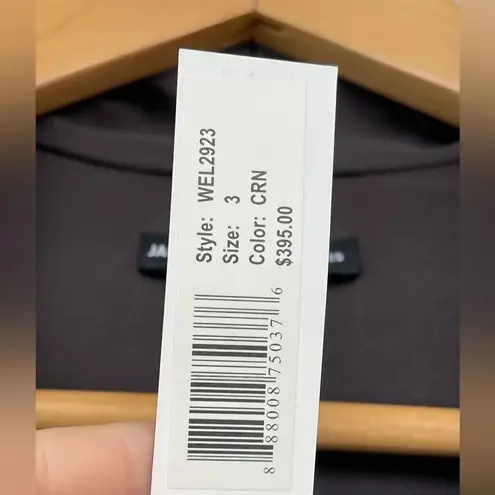 Style: WEL2923
Size: 3
Color: CRN
$395.00
8 88008 75037 6